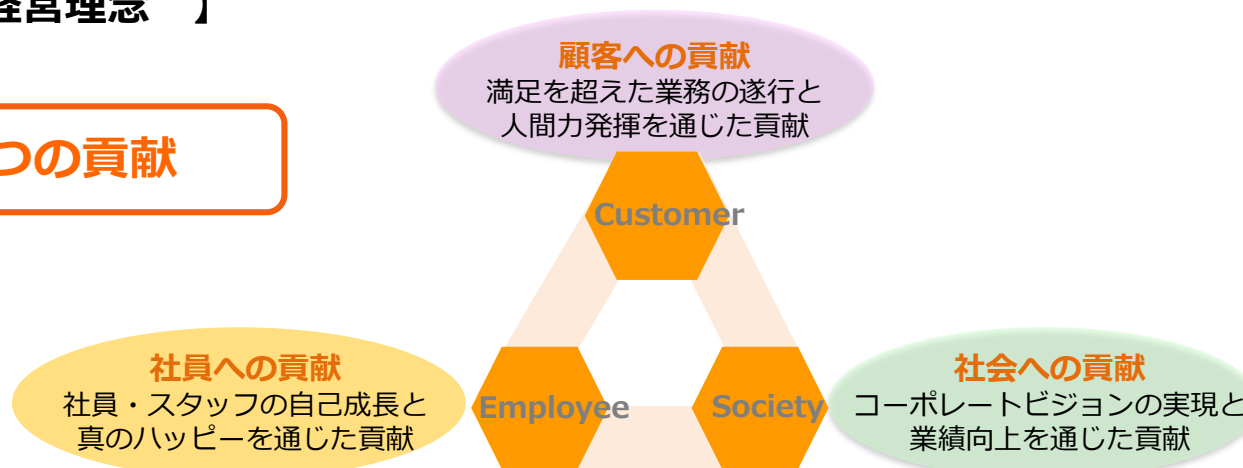 経営理念 】
つの貢献
顧客への貢献
満足を超えた業務の遂行と
人間力発揮を通じた貢献
Customer
社員への貢献
社員・スタッフの自己成長と
真のハッピーを通じた貢献
Employee
Society
社会への貢献
コーポレートビジョンの実現と
業績向上を通じた貢献